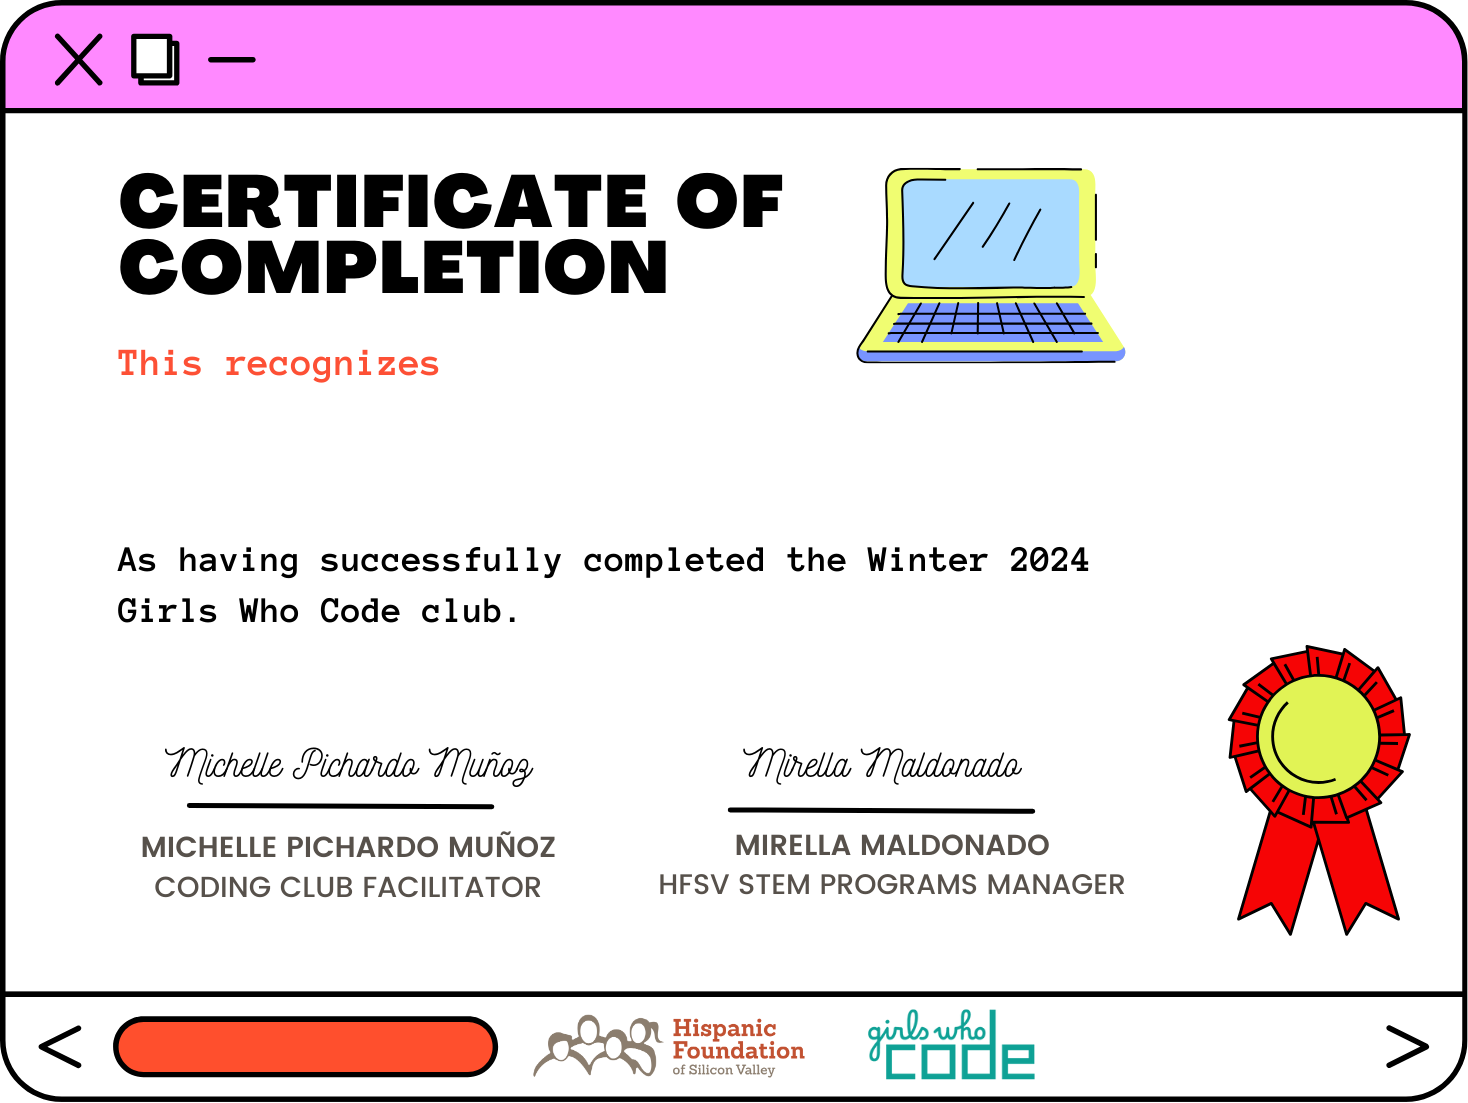 CERTIFICATE OF
COMPLETION
This recognizes
As having successfully completed the Winter 2024
Girls Who Code club.
Michelle Pichardo Muñoz
Mirella Maldonado
MICHELLE PICHARDO MUÑOZ
CODING CLUB FACILITATOR
MIRELLA MALDONADO
HFSV STEM PROGRAMS MANAGER
Hispanic
Foundation
of Silicon Valley
girls who
code